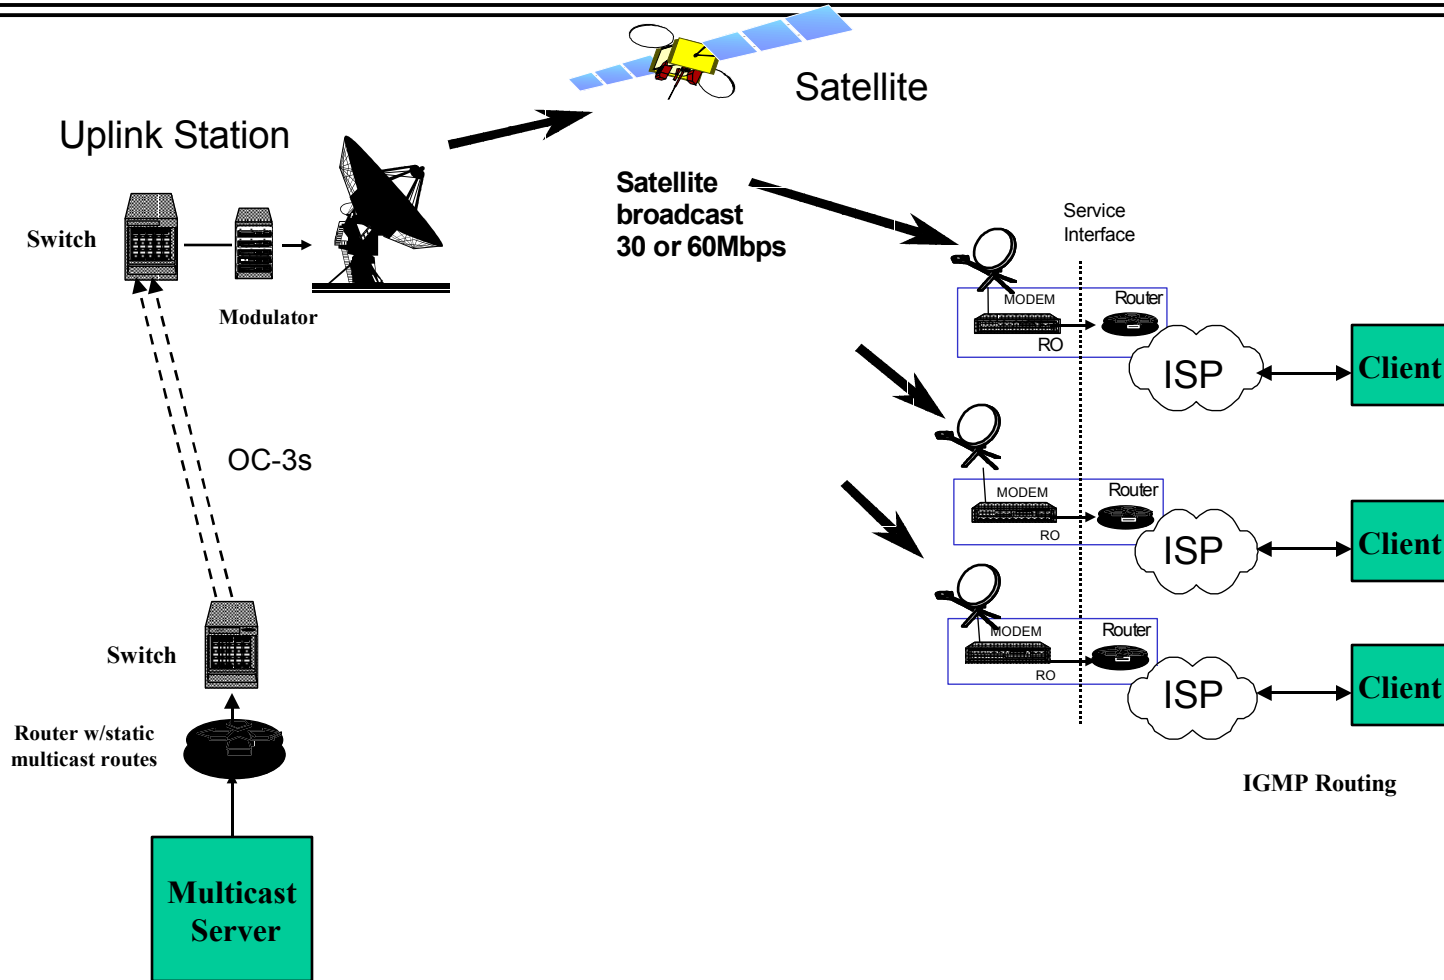 Satellite
Uplink Station
Satellite
broadcast
30 or 60Mbps
Service
Interface
Switch
Modulator
MODEM
Router
RO
ISP
Client
OC-3s
MODEM
Router
RO
ISP
Client
Switch
MODEM
Router
RO
ISP
Client
Router w/static
multicast routes
IGMP Routing
Multicast
Server